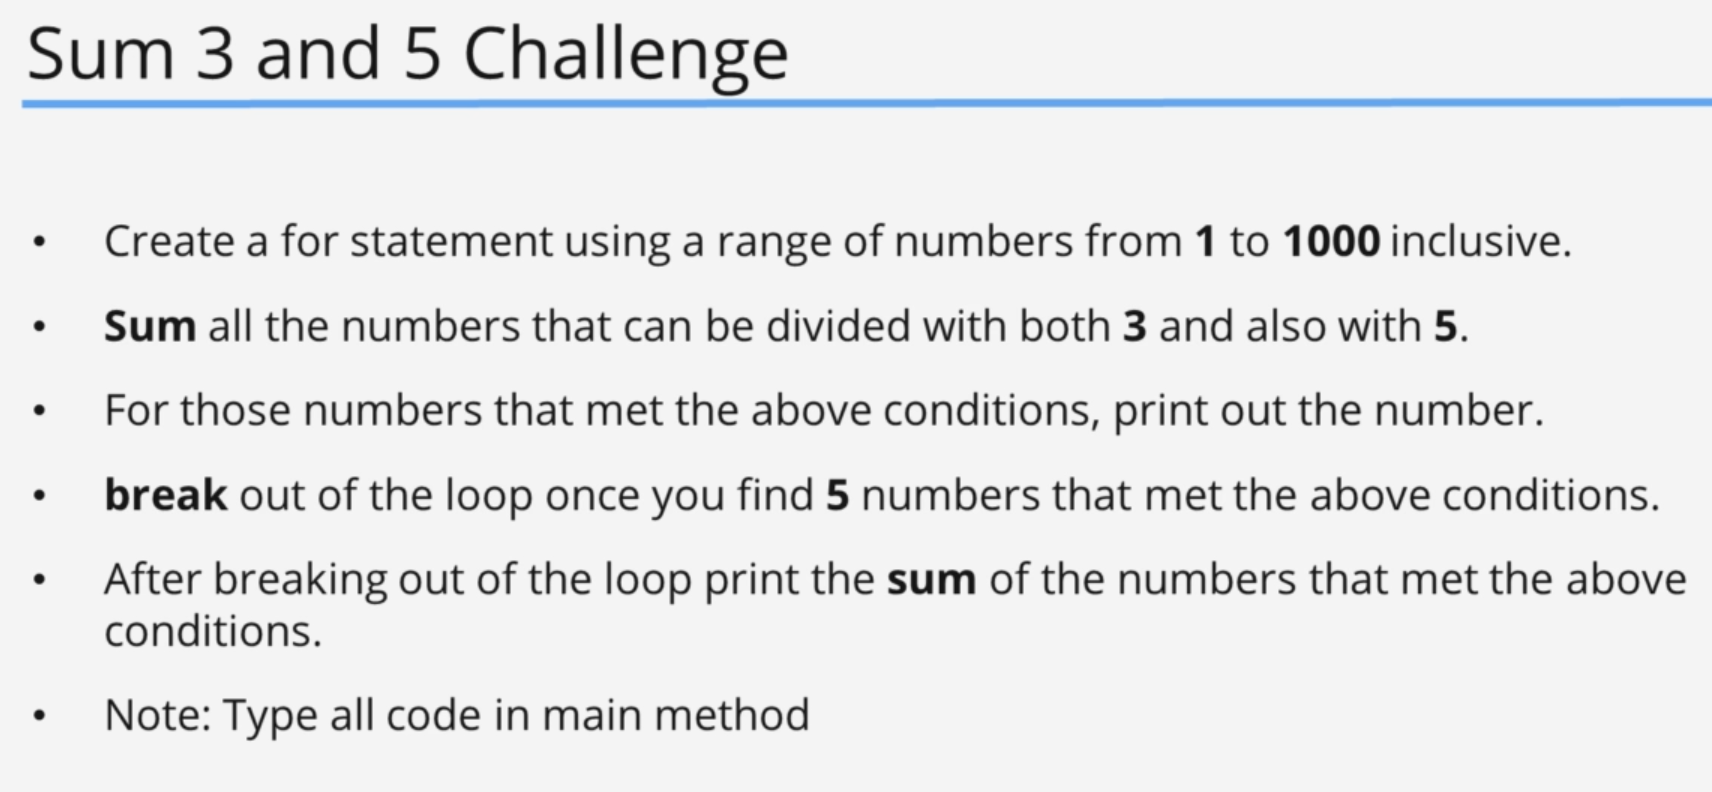 Sum 3 and 5 Challenge
• Create a for statement using a range of numbers from 1 to 1000 inclusive.
• Sum all the numbers that can be divided with both 3 and also with 5.
• For those numbers that met the above conditions, print out the number.
• break out of the loop once you find 5 numbers that met the above conditions.
• After breaking out of the loop print the sum of the numbers that met the above
conditions.
• Note: Type all code in main method